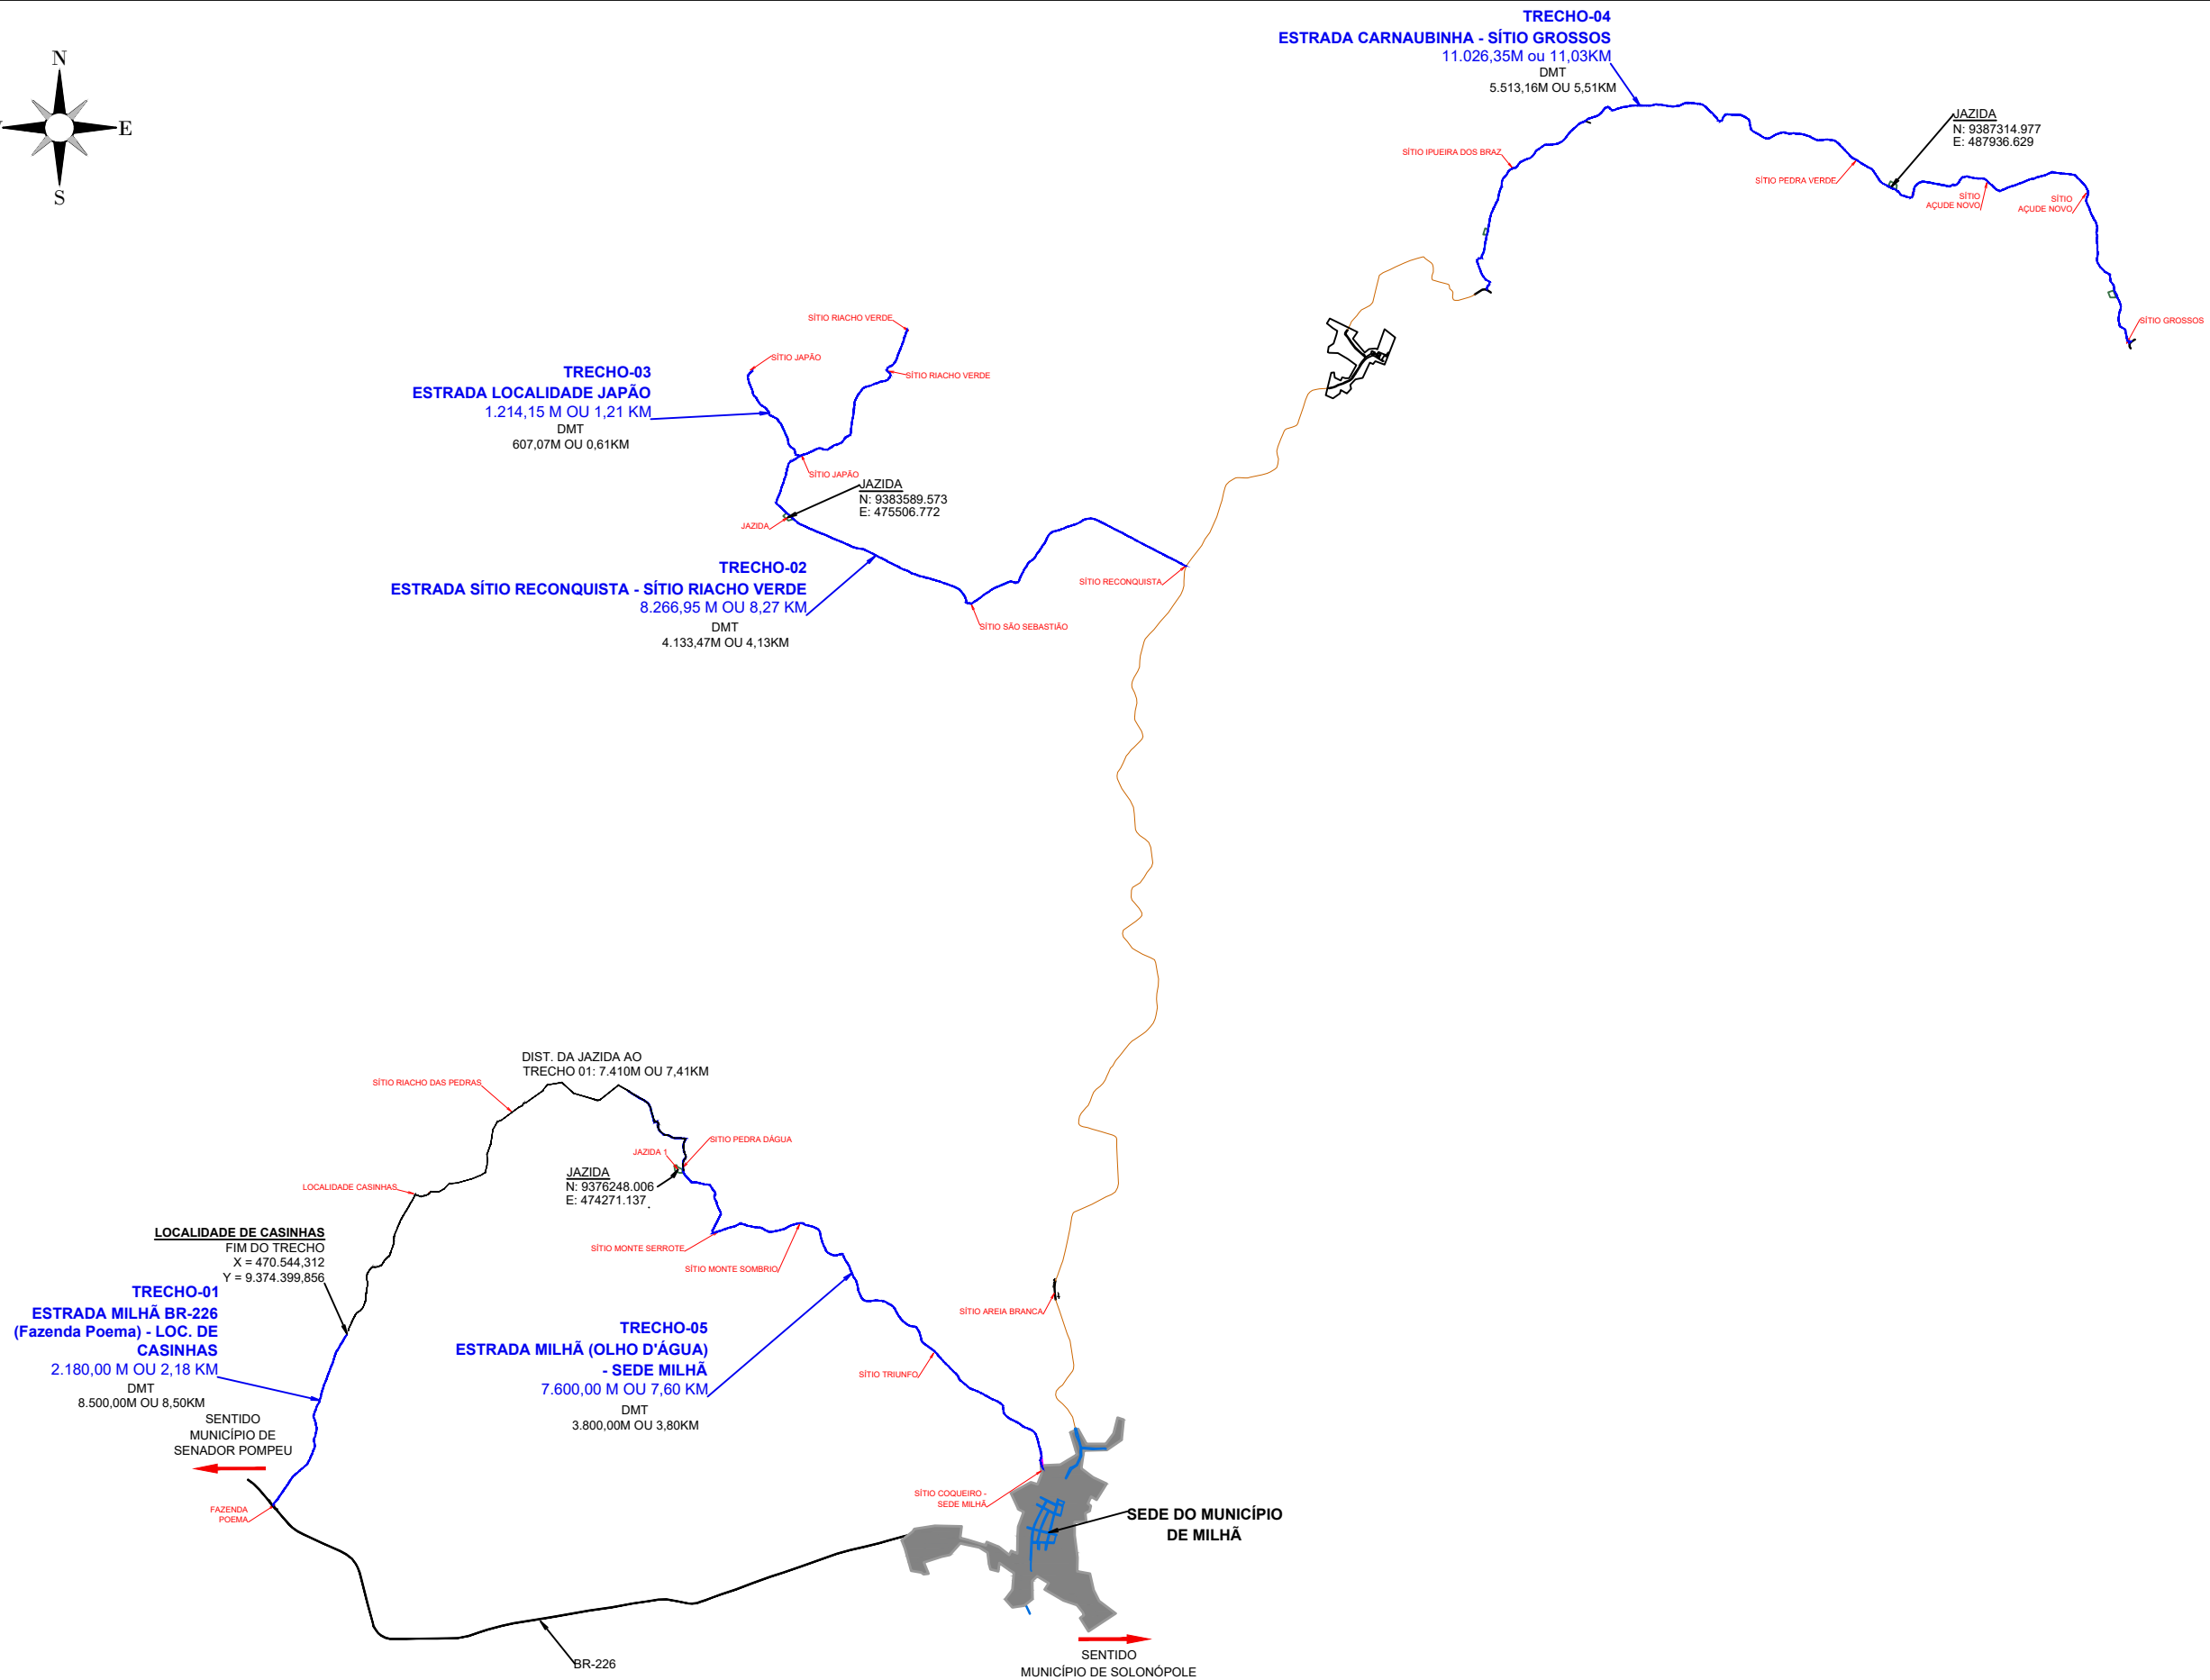 TRECHO-04
ESTRADA CARNAUBINHA - SÍTIO GROSSOS
11.026,35M ou 11,03KM
DMT
5.513,16M OU 5,51KM
N
E
S
JAZIDA
N: 9387314.977
E: 487936.629
SÍTIO IPUEIRA DOS BRAZ
SÍTIO PEDRA VERDE
SÍTIO
AÇUDE NOVO
SÍTIO
AÇUDE NOVO
SÍTIO GROSSOS
SÍTIO RIACHO VERDE
SÍTIO JAPÃO
SÍTIO RIACHO VERDE
TRECHO-03
ESTRADA LOCALIDADE JAPÃO
1.214,15 M OU 1,21 KM
DMT
607,07M OU 0,61KM
SÍTIO JAPÃO
JAZIDA
N: 9383589.573
E: 475506.772
JAZIDA
TRECHO-02
ESTRADA SÍTIO RECONQUISTA - SÍTIO RIACHO VERDE
8.266,95 M OU 8,27 KM
DMT
4.133,47M OU 4,13KM
SÍTIO RECONQUISTA
SÍTIO SÃO SEBASTIÃO
DIST. DA JAZIDA AO
TRECHO 01: 7.410M OU 7,41KM
SÍTIO RIACHO DAS PEDRAS
SITIO PEDRA DÁGUA
JAZIDA 1
JAZIDA
N: 9376248.006
E: 474271.137
LOCALIDADE CASINHAS
LOCALIDADE DE CASINHAS
FIM DO TRECHO
X = 470.544,312
Y = 9.374.399,856
SÍTIO MONTE SERROTE
SÍTIO MONTE SOMBRIO
TRECHO-01
ESTRADA MILHÃ BR-226
(Fazenda Poema) - LOC. DE
CASINHAS
2.180,00 M OU 2,18 KM
DMT
8.500,00M OU 8,50KM
SENTIDO
MUNICÍPIO DE
SENADOR POMPEU
SÍTIO AREIA BRANCA
TRECHO-05
ESTRADA MILHÃ (OLHO D'ÁGUA)
- SEDE MILHÃ
7.600,00 M OU 7,60 KM
DMT
3.800,00M OU 3,80KM
SÍTIO TRIUNFO
FAZENDA
POEMA
SÍTIO COQUEIRO -
SEDE MILHÃ
SEDE DO MUNICÍPIO
DE MILHÃ
BR-226
SENTIDO
MUNICÍPIO DE SOLONÓPOLE